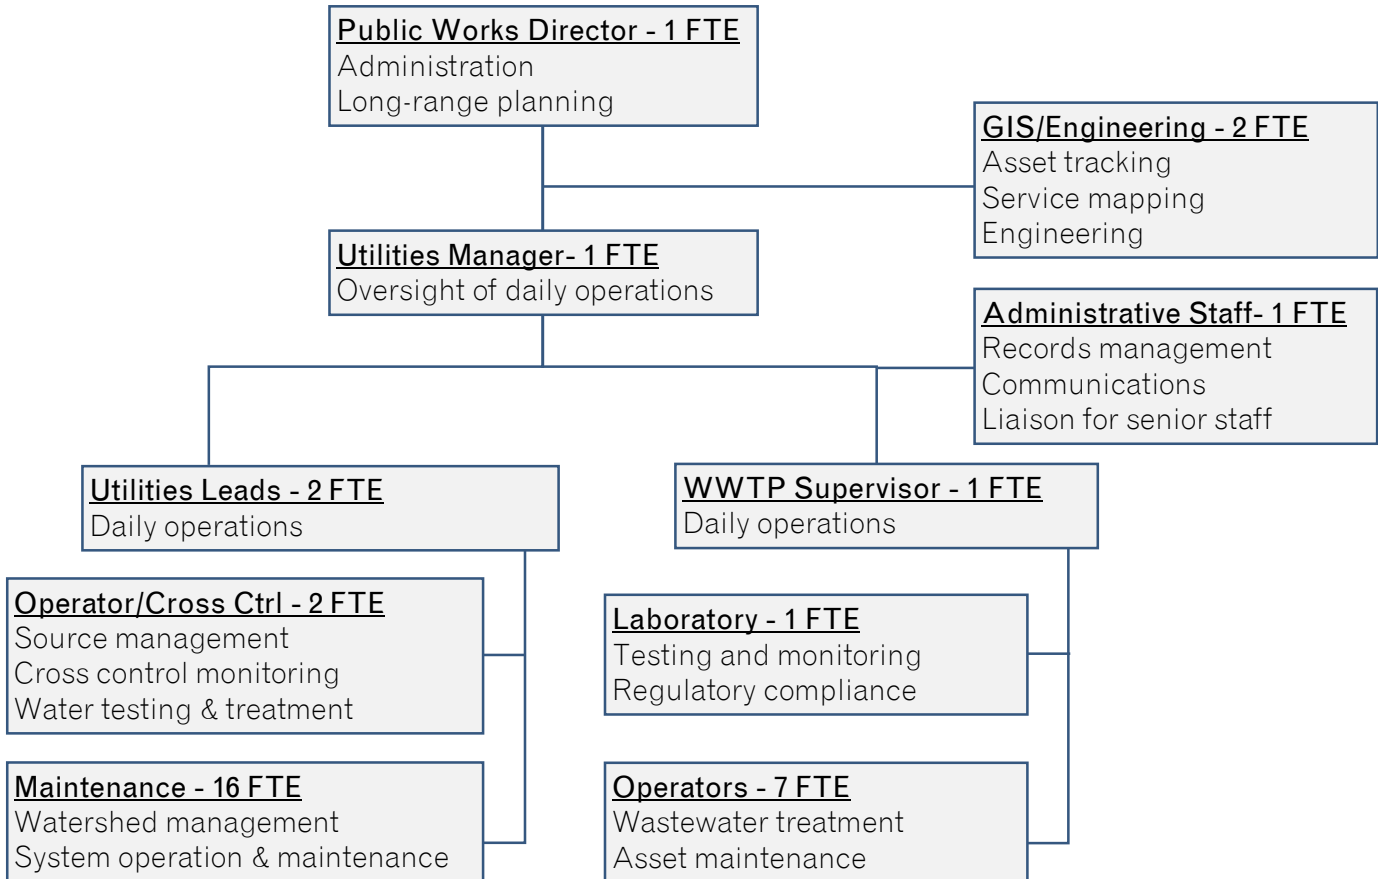 Public Works Director - 1 FTE
Administration
Long-range planning
GIS/Engineering - 2 FTE
Asset tracking
Service mapping
Engineering
Utilities Manager- 1 FTE
Oversight of daily operations
Administrative Staff- 1 FTE
Records management
Communications
Liaison for senior staff
Utilities Leads - 2 FTE
Daily operations
WWTP Supervisor - 1 FTE
Daily operations
Operator/Cross Ctrl - 2 FTE
Source management
Cross control monitoring
Water testing & treatment
Laboratory - 1 FTE
Testing and monitoring
Regulatory compliance
Maintenance - 16 FTE
Watershed management
System operation & maintenance
Operators - 7 FTE
Wastewater treatment
Asset maintenance